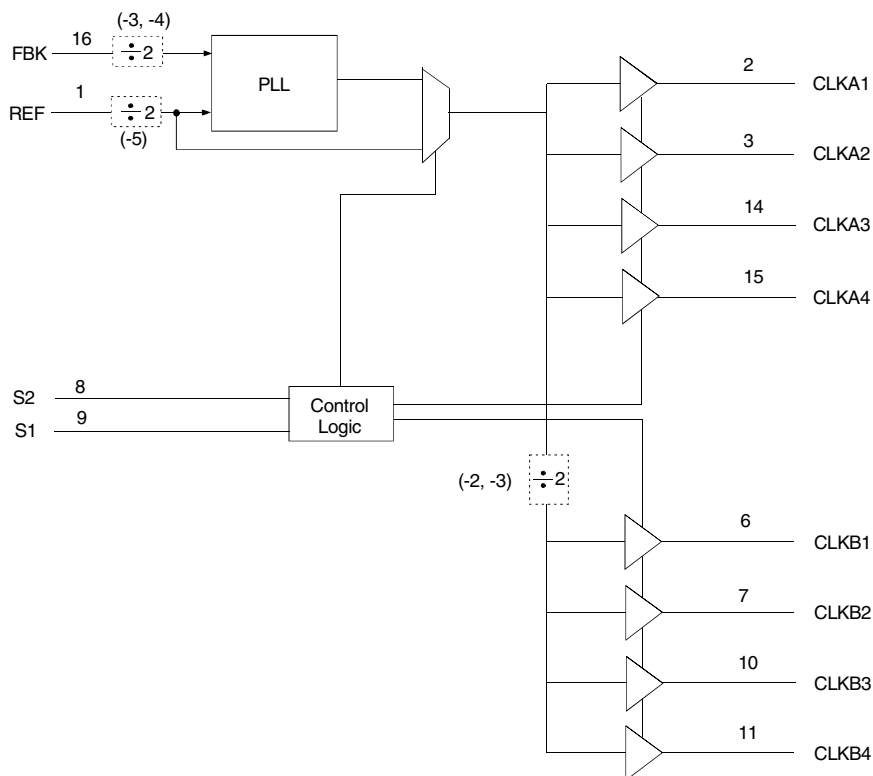 (-3, -4)
FBK 16 ÷2
PLL
REF 1 ÷2
(-5)
2 CLKA1
3 CLKA2
14 CLKA3
15 CLKA4
S2 8
S1 9
Control
Logic
(-2, -3) ÷2
6 CLKB1
7 CLKB2
10 CLKB3
11 CLKB4